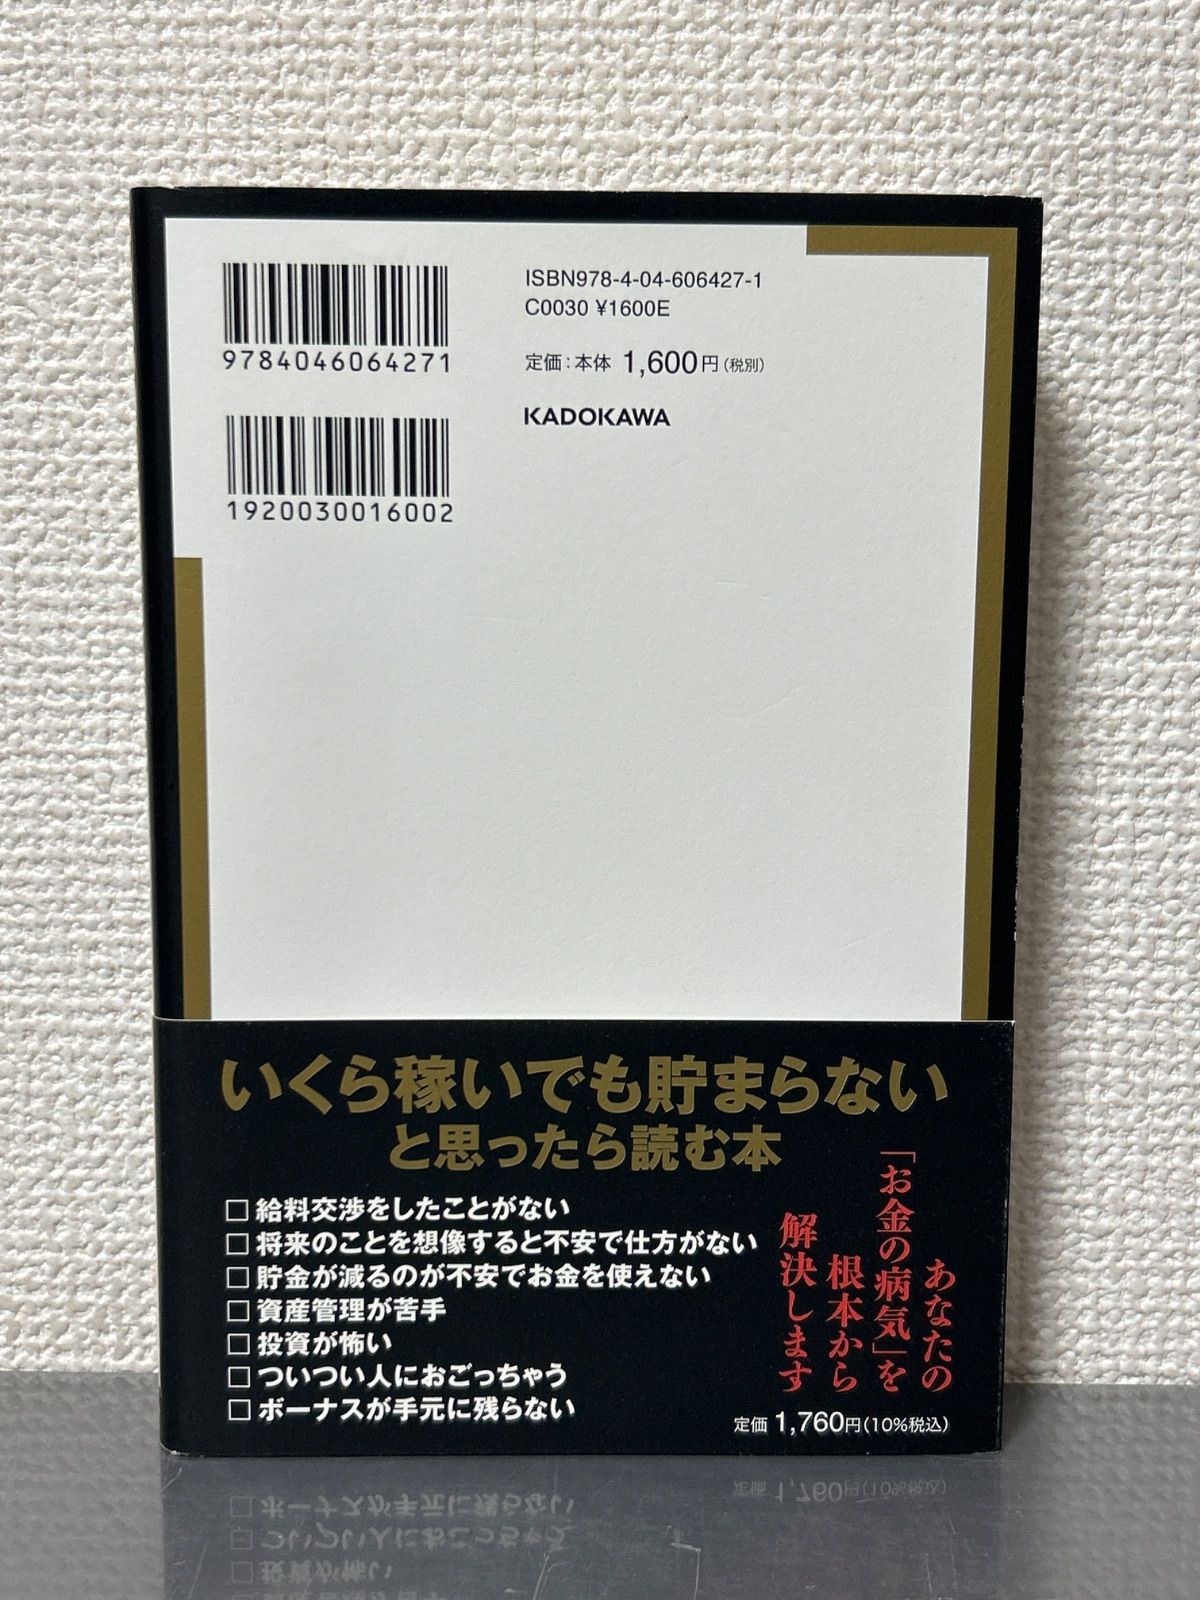 9784046064271
1920030016002
ISBN978-4-04-606427-1
C0030 ¥1600E
定価：本体 1,600円（税別）
KADOKAWA
いくら稼いでも貯まらない
と思ったら読む本
□ 給料交渉をしたことがない
□ 将来のことを想像すると不安で仕方がない
□ 貯金が減るのが不安でお金を使えない
□ 資産管理が苦手
□ 投資が怖い
□ ついつい人におごっちゃう
□ ボーナスが手元に残らない
あなたの
「お金の病気」を
根本から
解決します
定価 1,760円（10%税込）